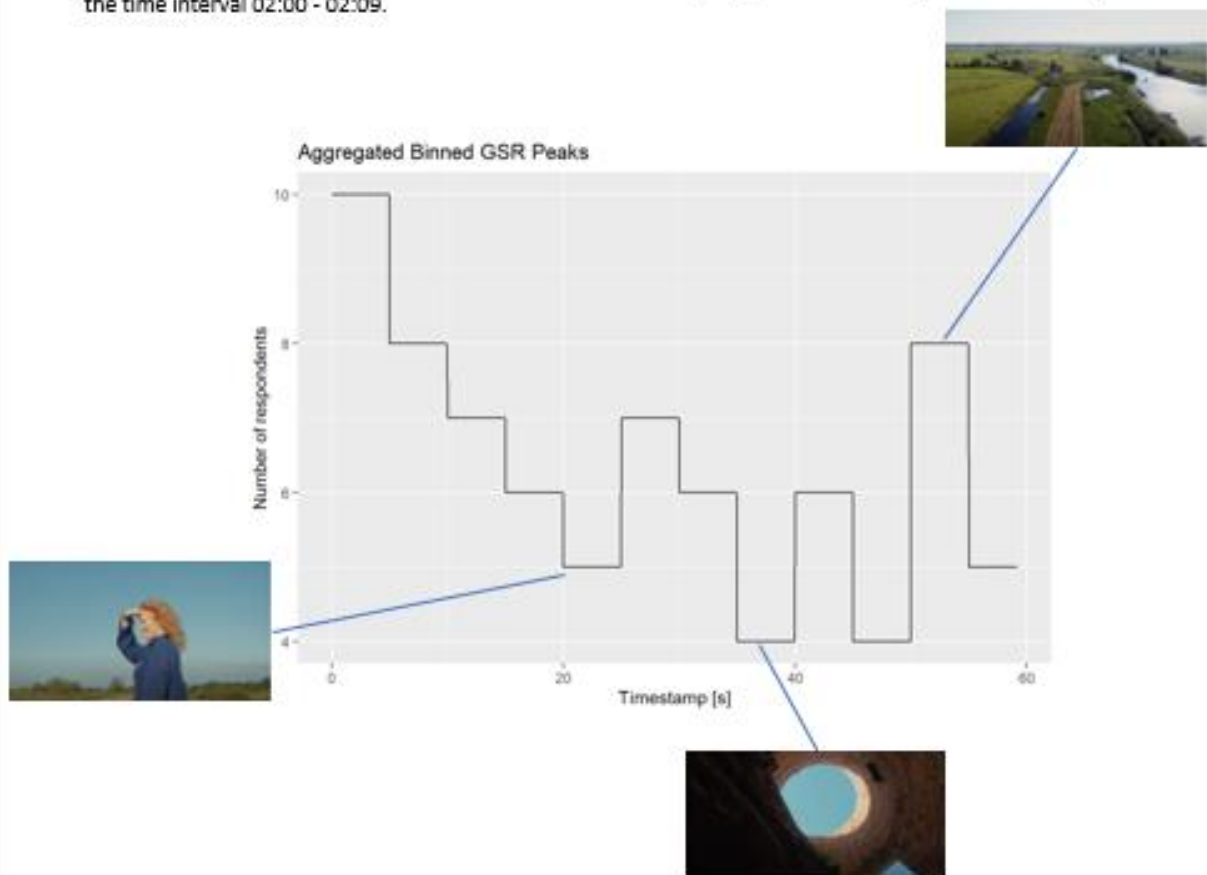 the time interval 02:00 - 02:09.
Aggregated Binned GSR Peaks
10
8
6
4
Number of respondents
0
20
40
60
Timestamp [s]